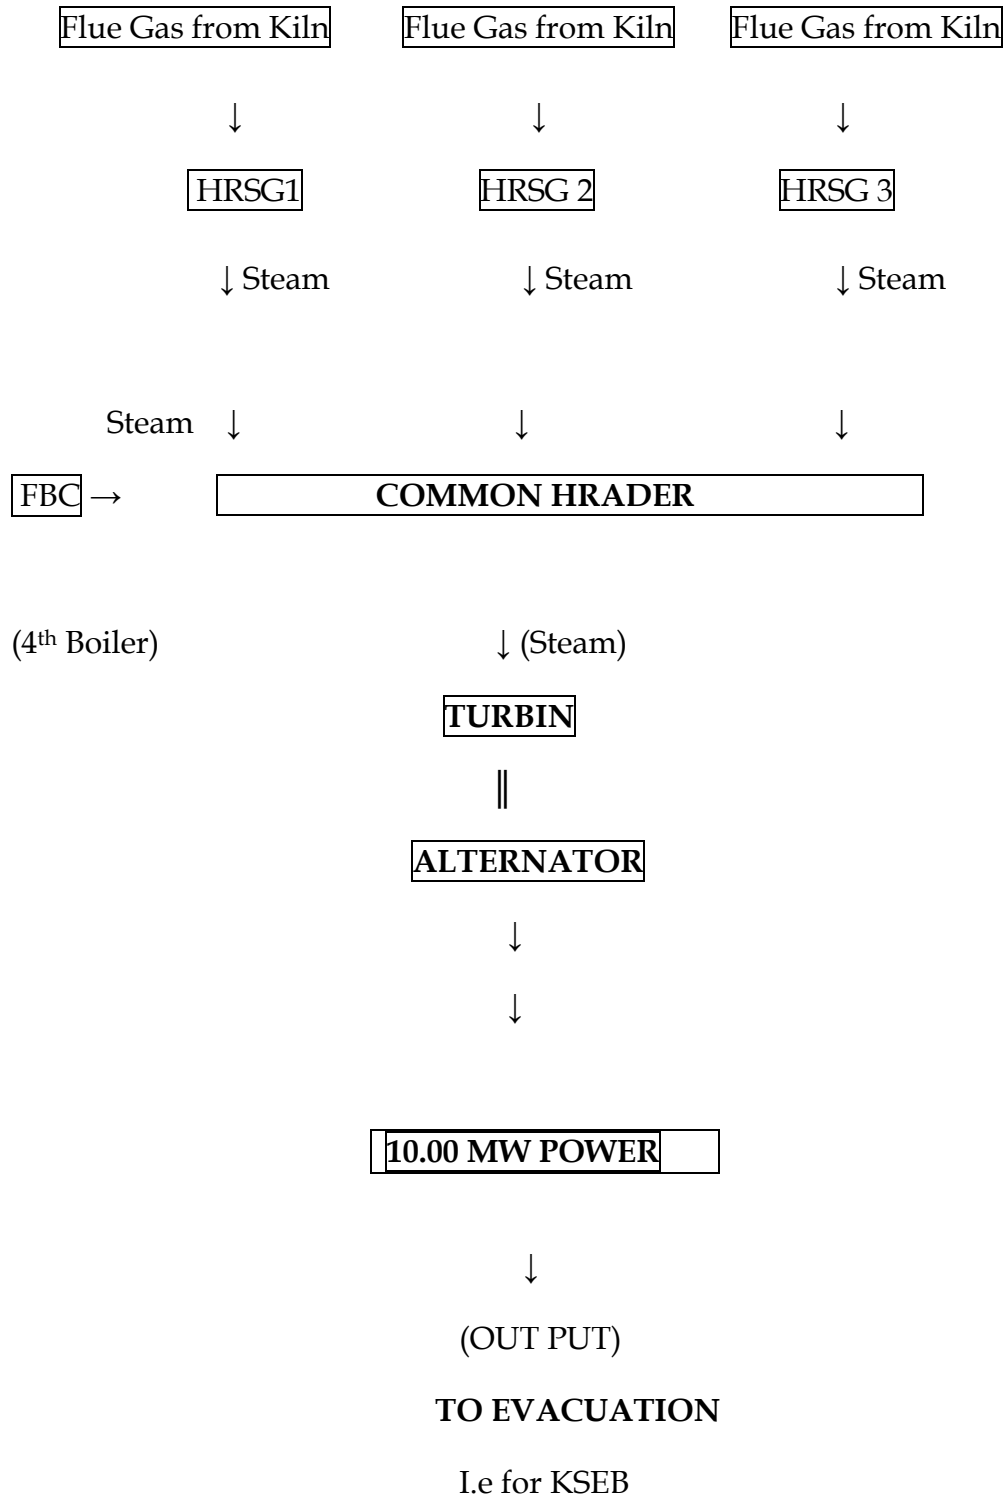 Flue Gas from Kiln Flue Gas from Kiln Flue Gas from Kiln
↓ ↓ ↓
HRSG1 HRSG 2 HRSG 3
↓ Steam ↓ Steam ↓ Steam
Steam ↓ ↓ ↓
FBC → COMMON HRADER
(4th Boiler) ↓ (Steam)
TURBIN
‖
ALTERNATOR
↓
↓
10.00 MW POWER
↓
(OUT PUT)
TO EVACUATION
I.e for KSEB